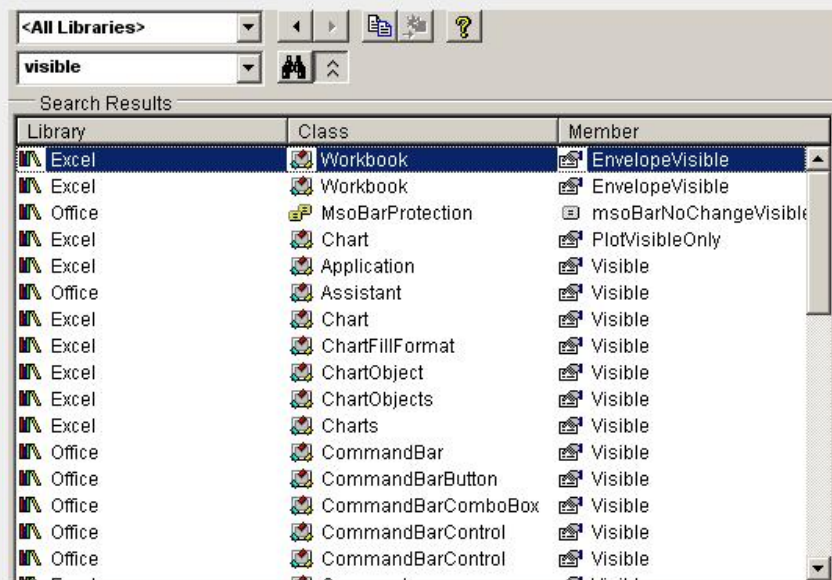 <All Libraries>
visible
Search Results
Library Class Member
Excel Workbook EnvelopeVisible
Excel Workbook EnvelopeVisible
Office MsoBarProtection msoBarNoChangeVisible
Excel Chart PlotVisibleOnly
Excel Application Visible
Office Assistant Visible
Excel Chart Visible
Excel ChartFillFormat Visible
Excel ChartObject Visible
Excel ChartObjects Visible
Excel Charts Visible
Office CommandBar Visible
Office CommandBarButton Visible
Office CommandBarComboBox Visible
Office CommandBarControl Visible
Office CommandBarControl Visible